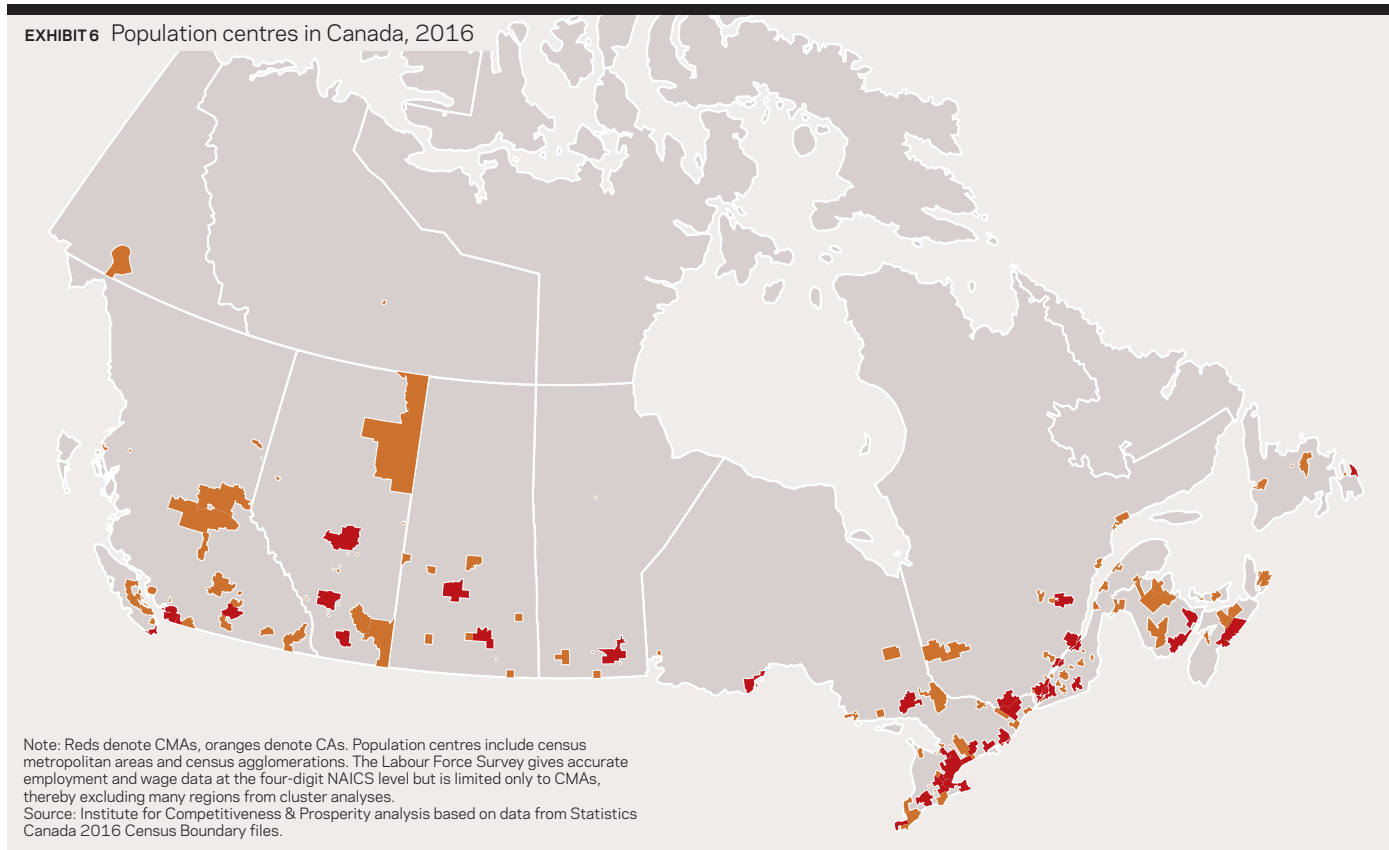 EXHIBIT 6 Population centres in Canada, 2016
Note: Reds denote CMAs, oranges denote CAs. Population centres include census
metropolitan areas and census agglomerations. The Labour Force Survey gives accurate
employment and wage data at the four-digit NAICS level but is limited only to CMAs,
thereby excluding many regions from cluster analyses.
Source: Institute for Competitiveness & Prosperity analysis based on data from Statistics
Canada 2016 Census Boundary files.